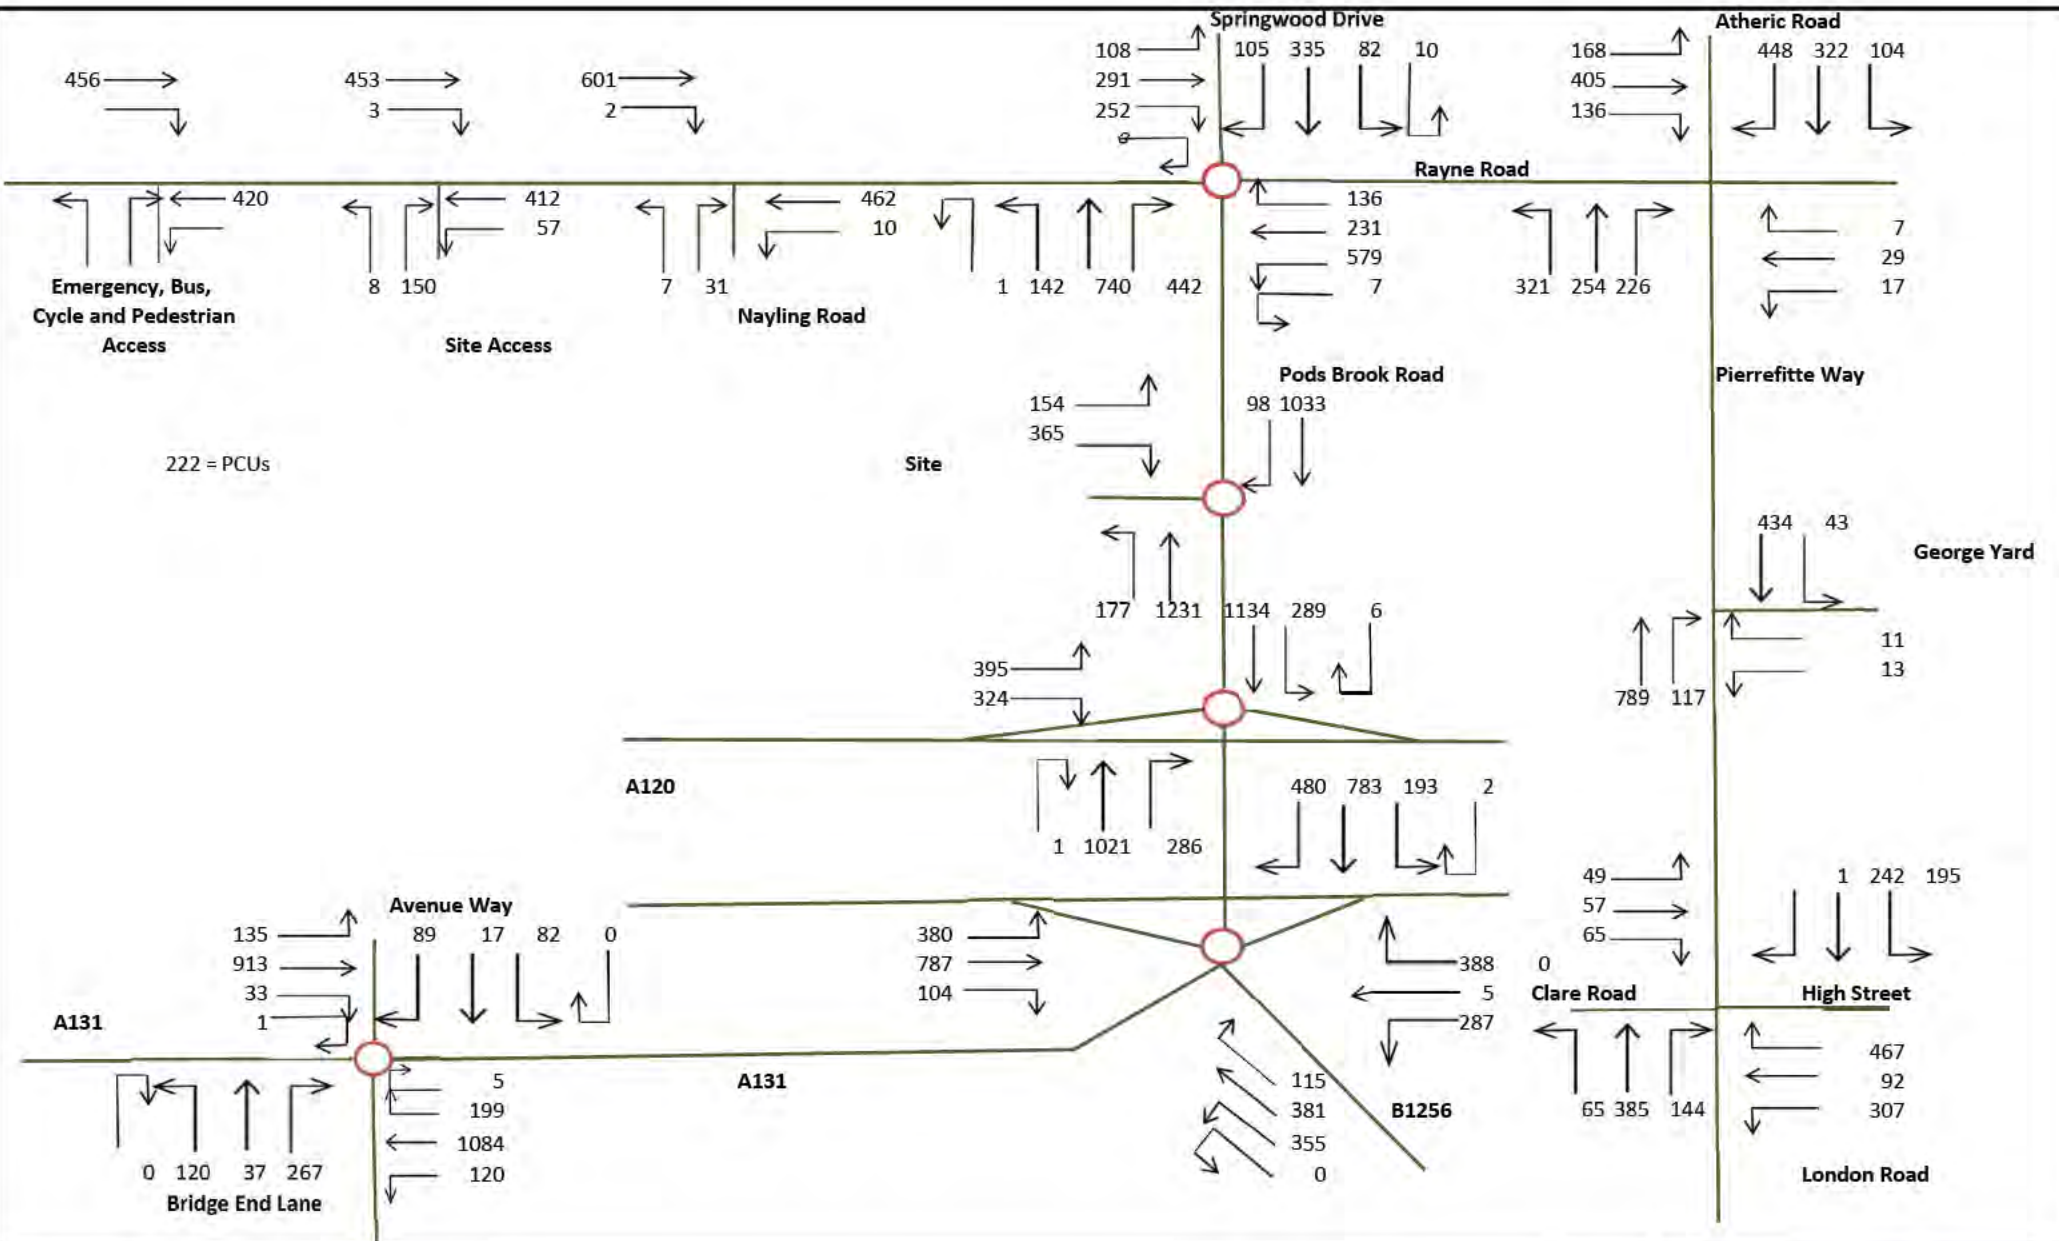 Springwood Drive
Atheric Road
108
105 335 82 10
168
448 322 104
456
453
601
291
405
3
2
252
136
Rayne Road
420
412
462
136
7
57
10
231
29
579
Emergency, Bus,
8 150
7 31
1 142 740 442
7
321 254 226
17
Cycle and Pedestrian
Nayling Road
Access
Site Access
Pods Brook Road
Pierrefitte Way
154
98 1033
365
222 = PCUs
Site
434 43
George Yard
177 1231 1134 289 6
11
395
13
324
789 117
A120
480 783 193 2
1 1021 286
49
1 242 195
Avenue Way
57
135
89 17 82 0
380
65
913
787
388 0
33
104
5
Clare Road
High Street
A131
1
287
467
A131
5
115
92
199
381
B1256
65 385 144
307
1084
355
0 120 37 267
120
0
London Road
Bridge End Lane